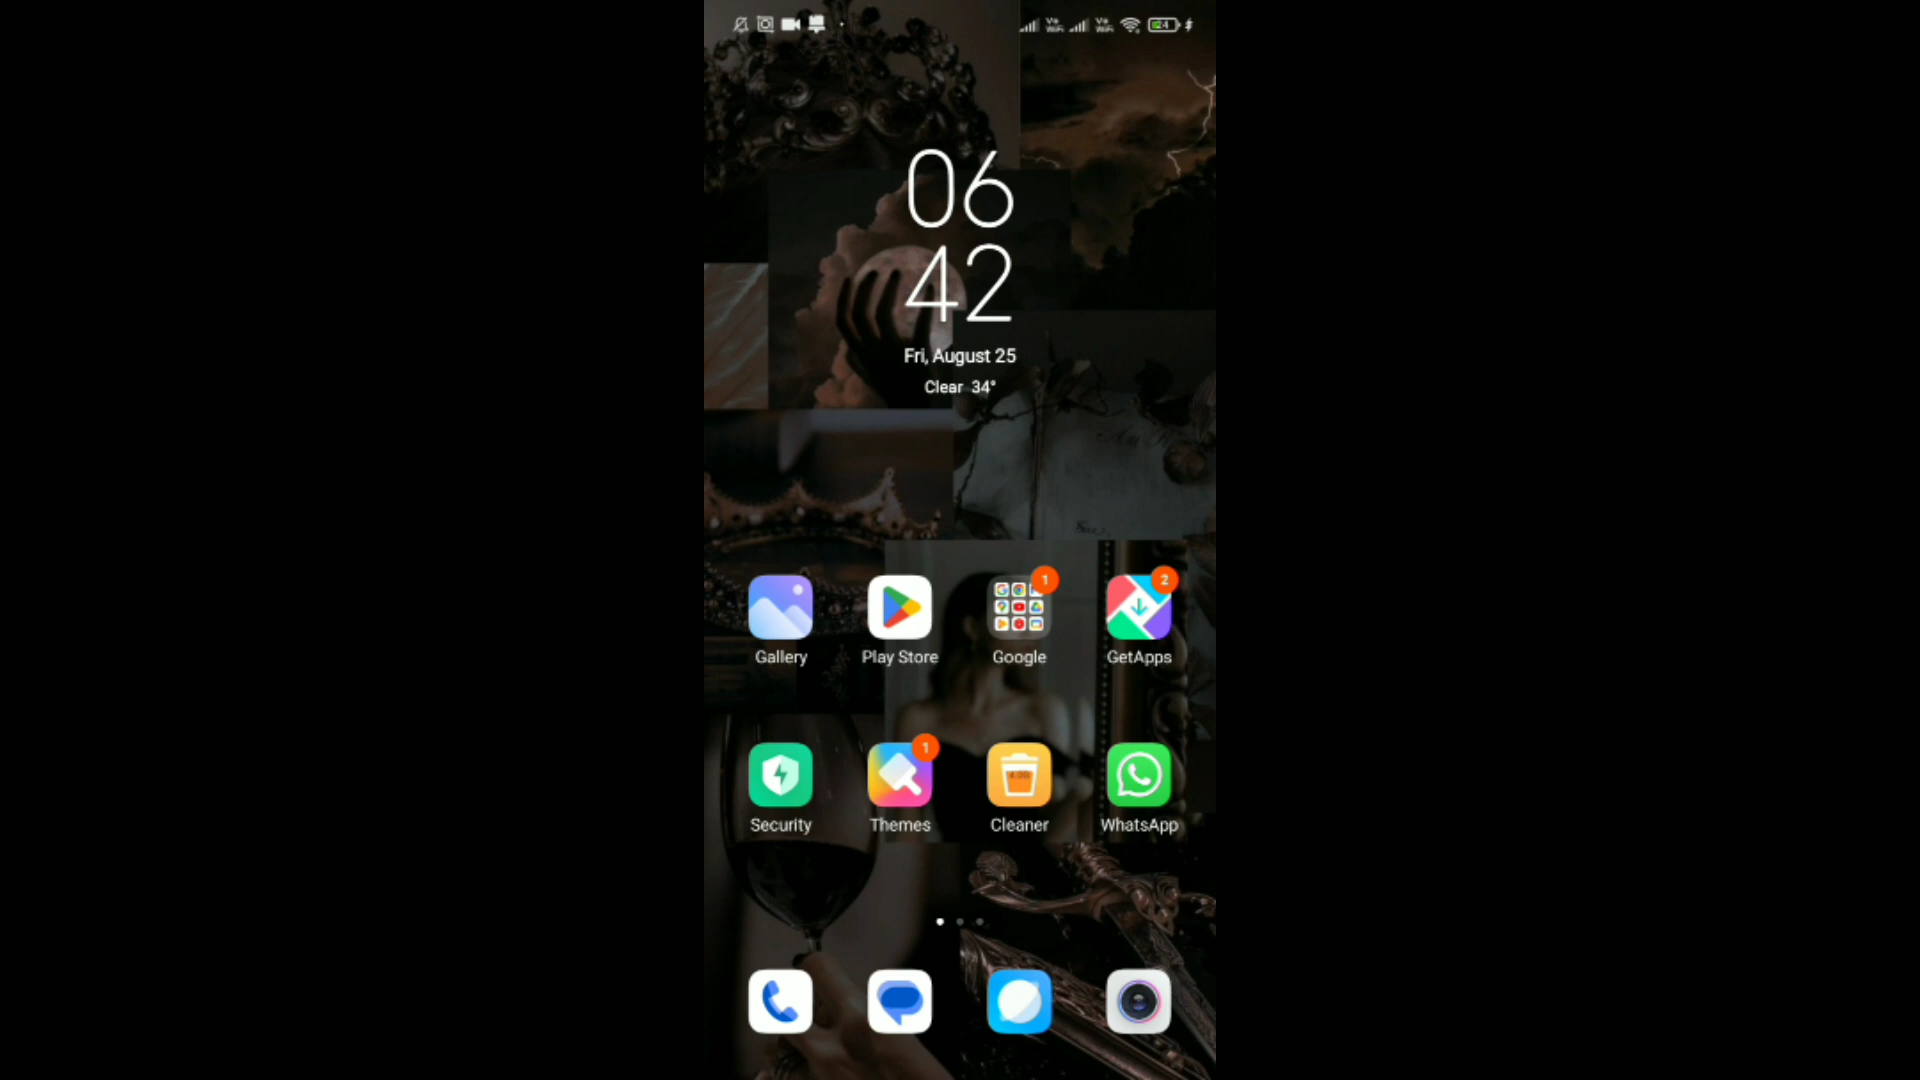 06
42
Fri, August 25
Clear 34°
1
2
Gallery
Play Store
Google
GetApps
1
Security
Themes
Cleaner
WhatsApp